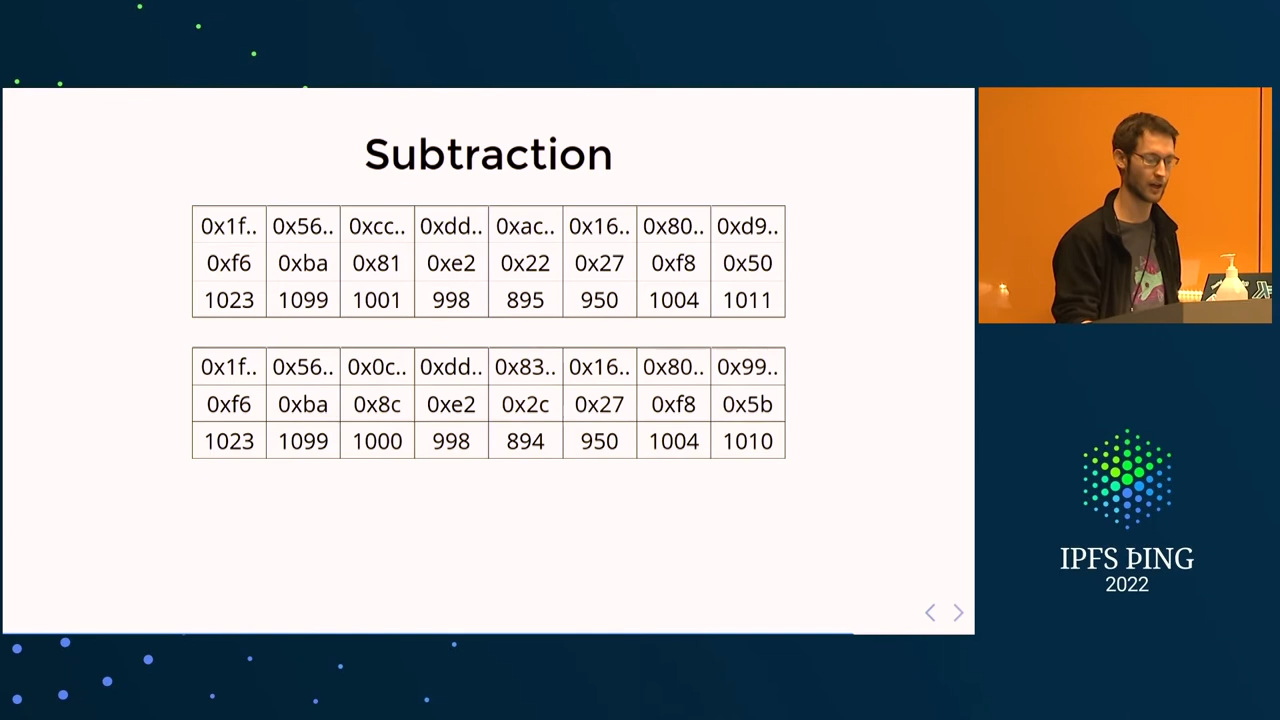 Subtraction
0x1f.. 0x56.. 0xcc.. 0xdd.. 0xac.. 0x16.. 0x80.. 0xd9..
0xf6 0xba 0x81 0xe2 0x22 0x27 0xf8 0x50
1023 1099 1001 998 895 950 1004 1011
0x1f.. 0x56.. 0x0c.. 0xdd.. 0x83.. 0x16.. 0x80.. 0x99..
0xf6 0xba 0x8c 0xe2 0x2c 0x27 0xf8 0x5b
1023 1099 1000 998 894 950 1004 1010
IPFS ÞING
2022